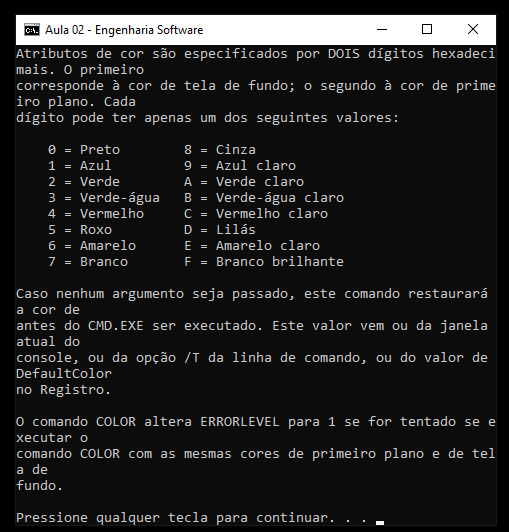 Aula 02 - Engenharia Software
Atributos de cor são especificados por DOIS dígitos hexadeci
mais. O primeiro
corresponde à cor de tela de fundo; o segundo à cor de prime
iro plano. Cada
dígito pode ter apenas um dos seguintes valores:
0 = Preto 8 = Cinza
1 = Azul 9 = Azul claro
2 = Verde A = Verde claro
3 = Verde-água B = Verde-água claro
4 = Vermelho C = Vermelho claro
5 = Roxo D = Lilás
6 = Amarelo E = Amarelo claro
7 = Branco F = Branco brilhante
Caso nenhum argumento seja passado, este comando restaurará
a cor de
antes do CMD.EXE ser executado. Este valor vem ou da janela
atual do
console, ou da opção /T da linha de comando, ou do valor de
DefaultColor
no Registro.
O comando COLOR altera ERRORLEVEL para 1 se for tentado se e
xecutar o
comando COLOR com as mesmas cores de primeiro plano e de tel
a de
fundo.
Pressione qualquer tecla para continuar. . .